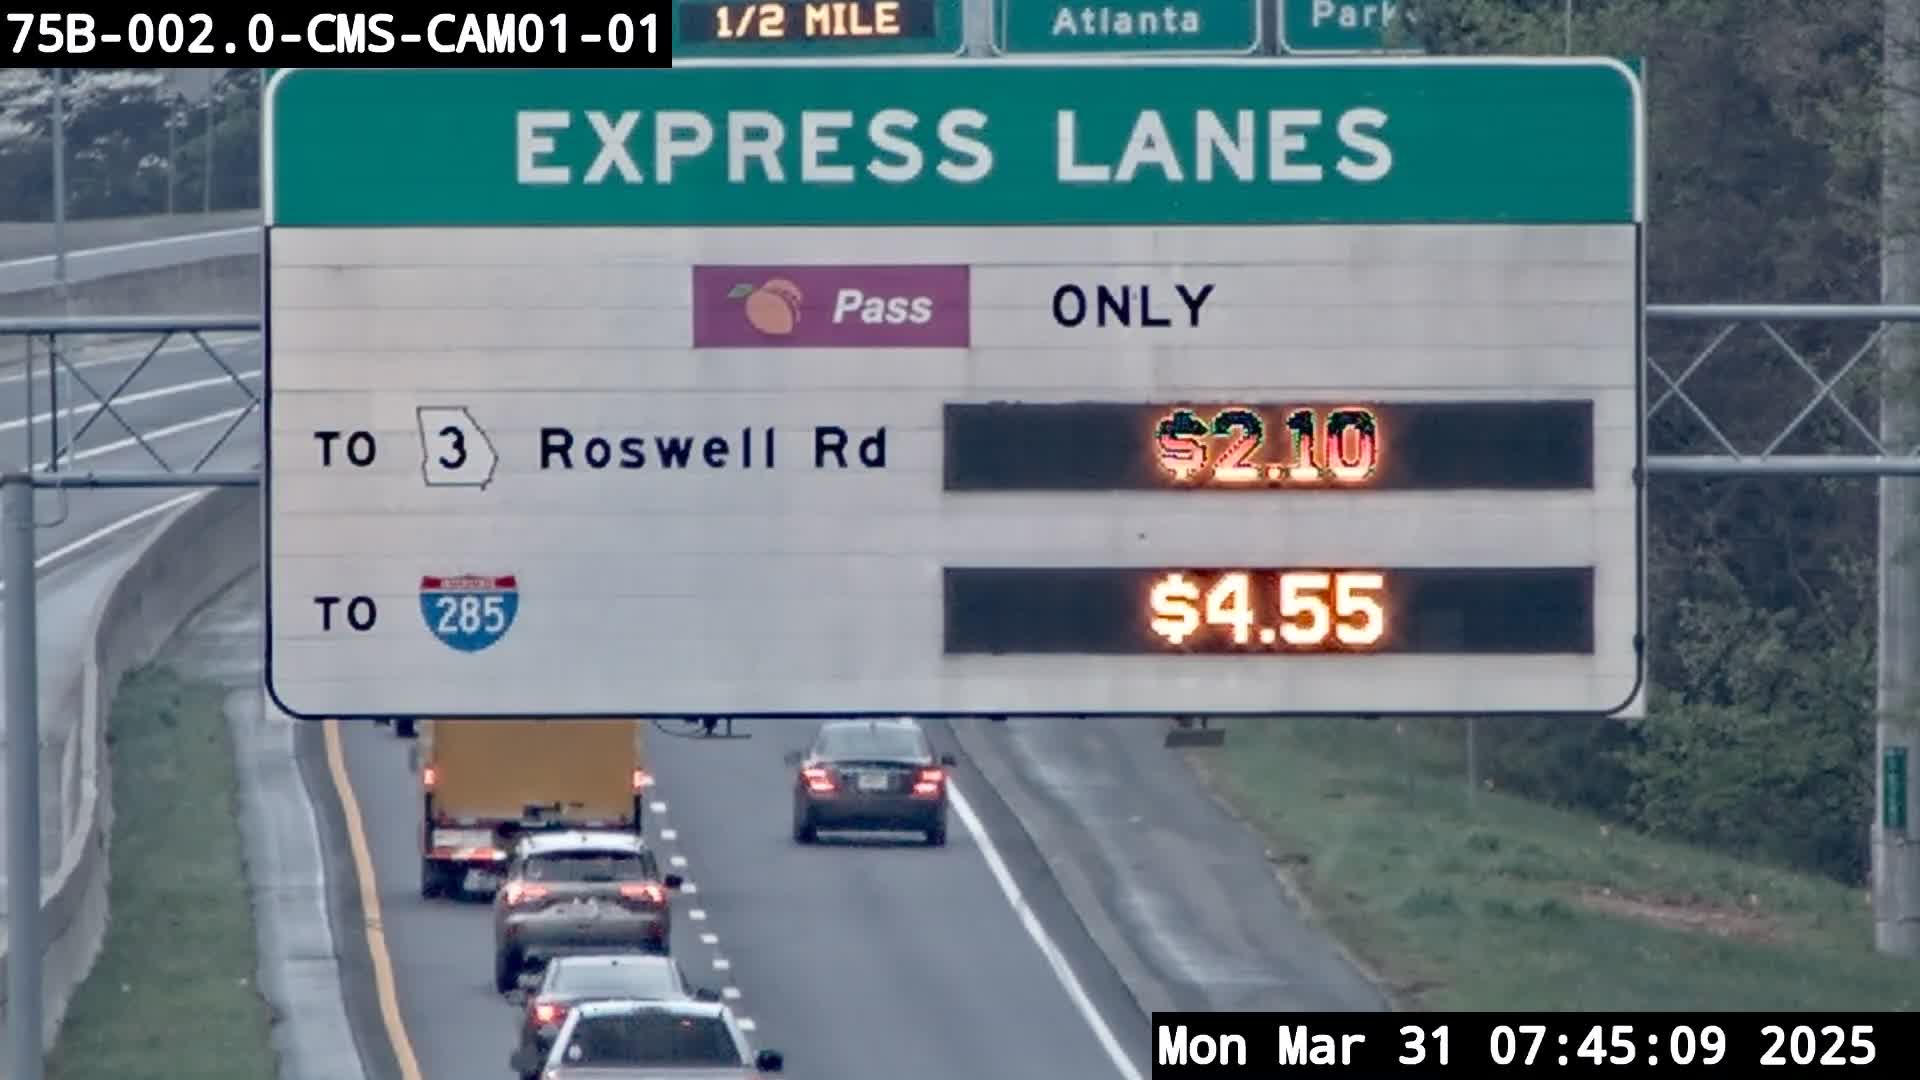 75B-002.0-CMS-CAM01-01
1/2 MILE
Atlanta
EXPRESS LANES
Pass ONLY
TO 3 Roswell Rd $2.10
TO 285 $4.55
Mon Mar 31 07:45:09 2025